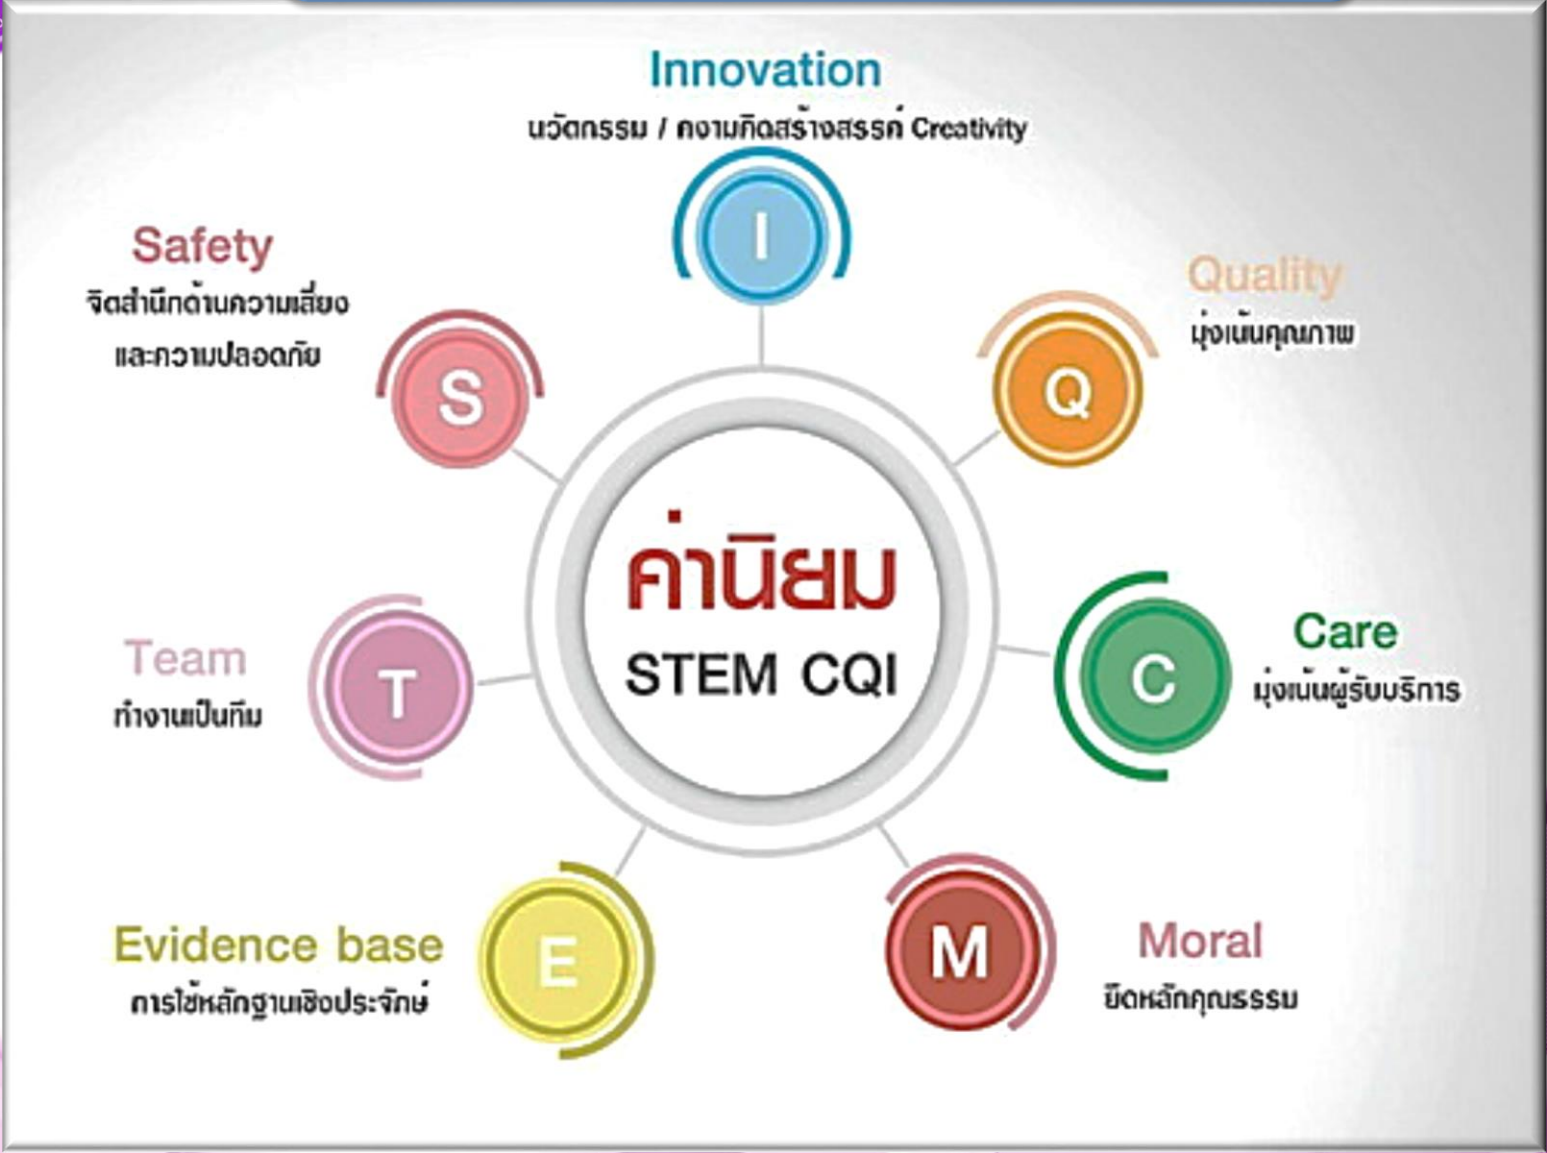 Innovation
นวัตกรรม / ความคิดสร้างสรรค์ Creativity
I
Safety
จิตสำนึกด้านความเสี่ยง
และความปลอดภัย
S
Quality
มุ่งเน้นคุณภาพ
Q
ค่านิยม
STEM CQI
Team
ทำงานเป็นทีม
T
Care
มุ่งเน้นผู้รับบริการ
C
Evidence base
การใช้หลักฐานเชิงประจักษ์
E
Moral
ยึดหลักคุณธรรม
M